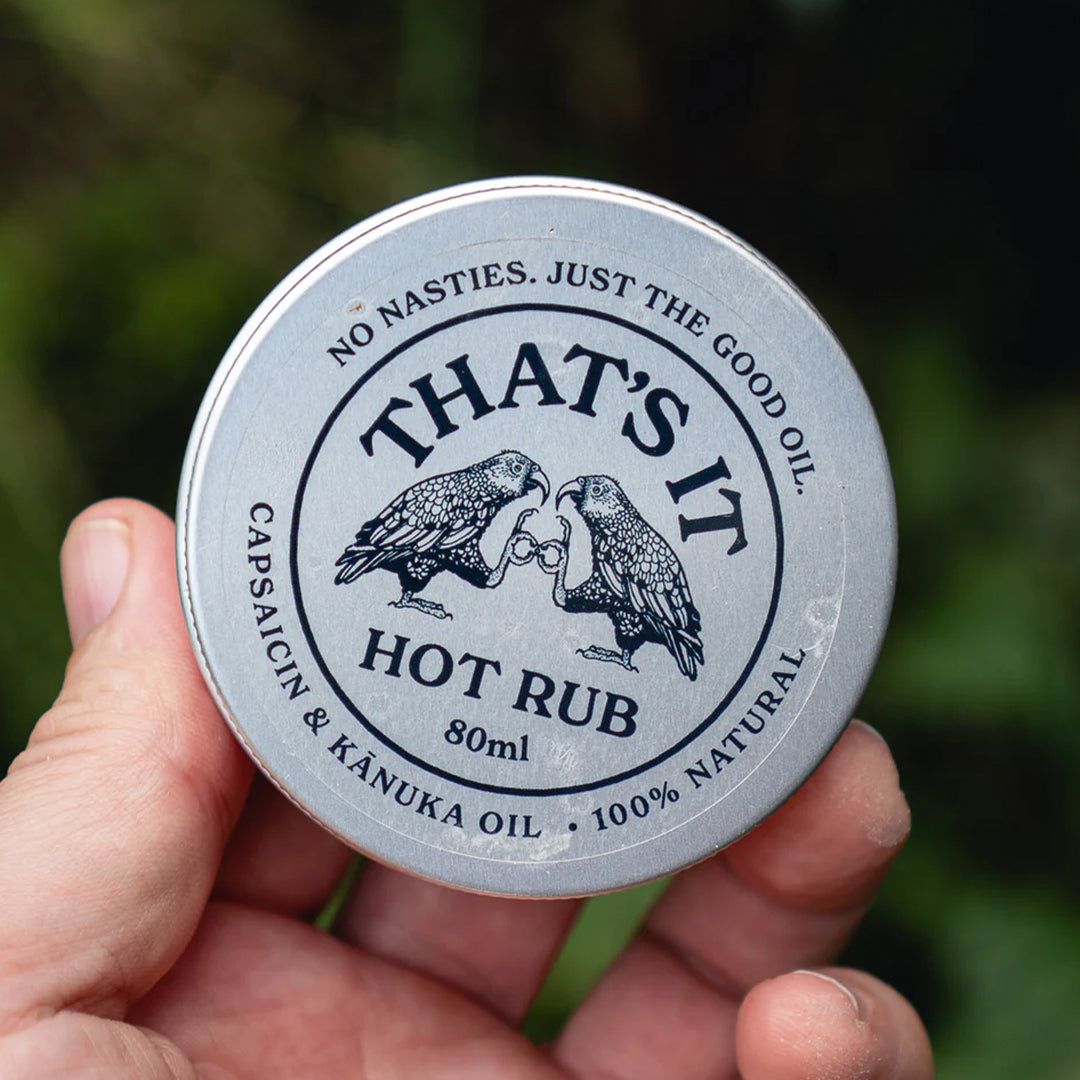 NO NASTIES. JUST THE GOOD OIL.
THAT'S IT
HOT RUB
80ml
CAPSAICIN & KĀNUKA OIL • 100% NATURAL